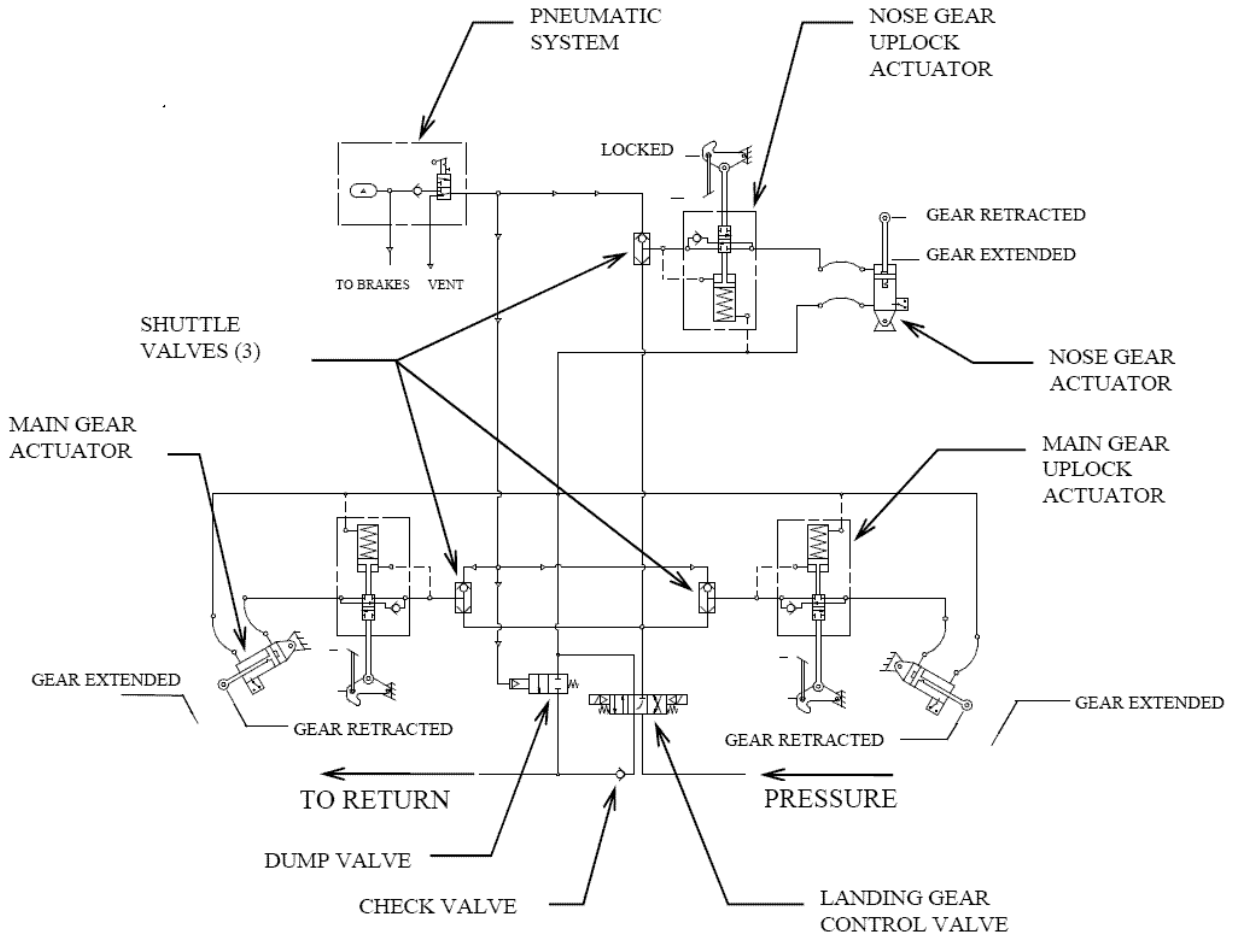 PNEUMATIC
SYSTEM
NOSE GEAR
UPLOCK
ACTUATOR
LOCKED
GEAR RETRACTED
GEAR EXTENDED
TO BRAKES
VENT
SHUTTLE
VALVES (3)
NOSE GEAR
ACTUATOR
MAIN GEAR
ACTUATOR
MAIN GEAR
UPLOCK
ACTUATOR
GEAR EXTENDED
GEAR RETRACTED
GEAR RETRACTED
GEAR EXTENDED
TO RETURN
PRESSURE
DUMP VALVE
CHECK VALVE
LANDING GEAR
CONTROL VALVE